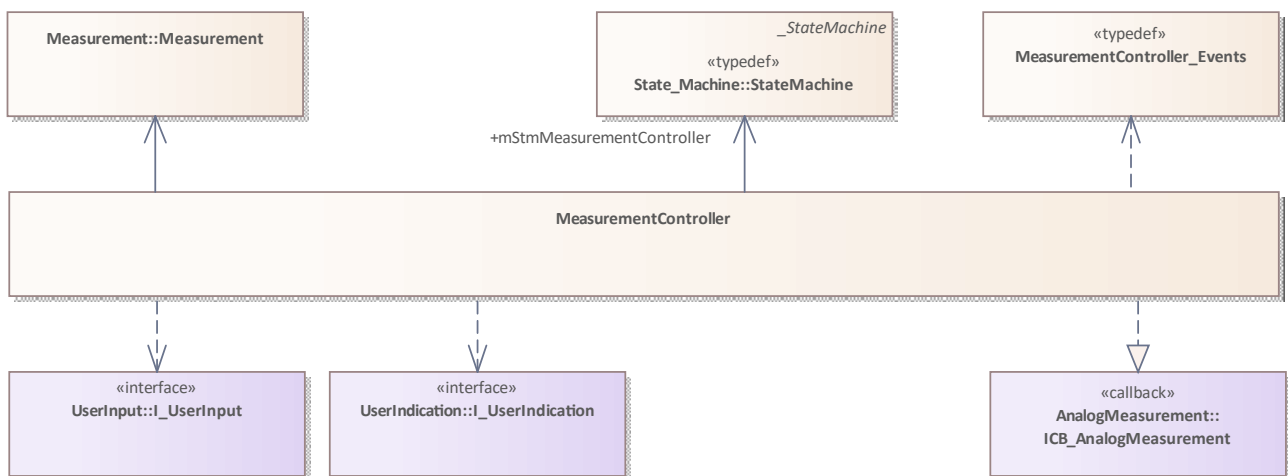 Measurement::Measurement
_StateMachine
«typedef»
State_Machine::StateMachine
«typedef»
MeasurementController_Events
+mStmMeasurementController
MeasurementController
«interface»
UserInput::I_UserInput
«interface»
UserIndication::I_UserIndication
«callback»
AnalogMeasurement::
ICB_AnalogMeasurement